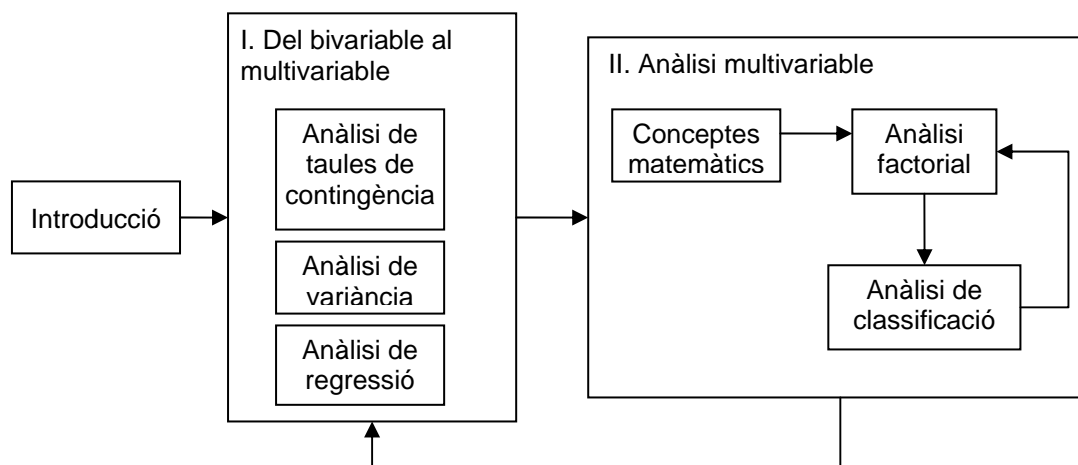 Introducció
I. Del bivariable al
multivariable
Anàlisi de
taules de
contingència
Anàlisi de
variància
Anàlisi de
regressió
II. Anàlisi multivariable
Conceptes
matemàtics
Anàlisi
factorial
Anàlisi de
classificació